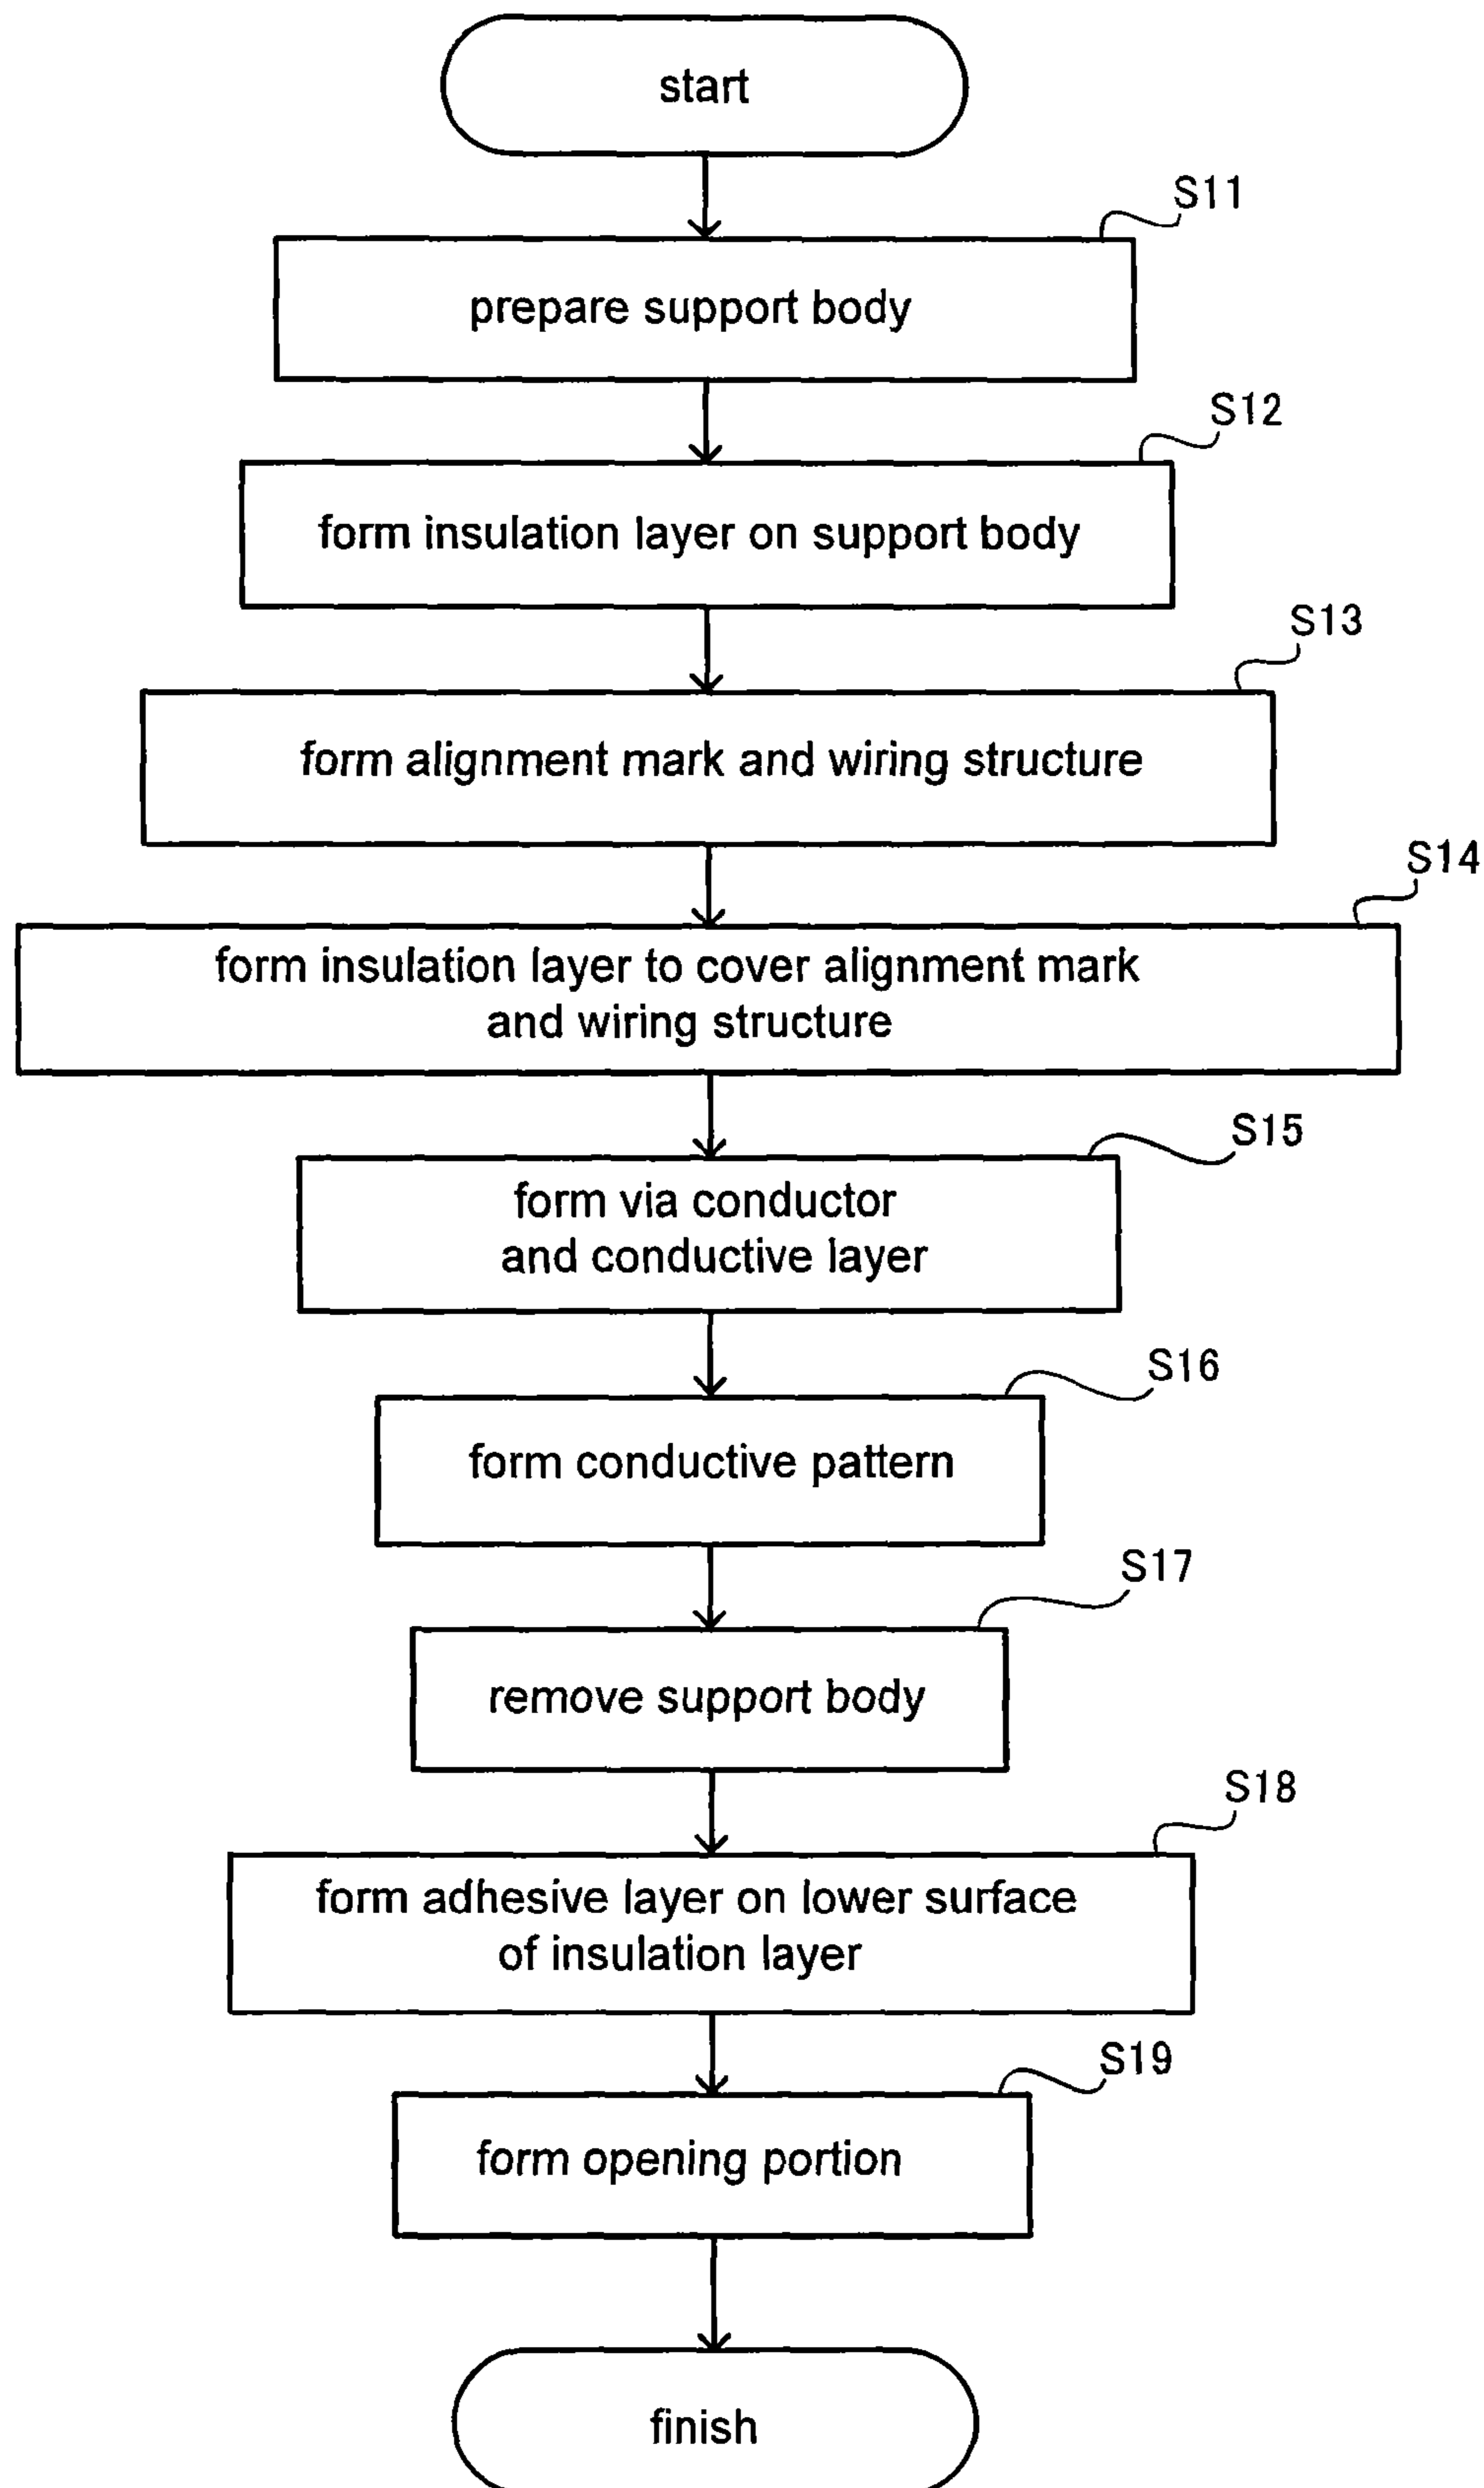 start
S11
prepare support body
S12
form insulation layer on support body
S13
form alignment mark and wiring structure
S14
form insulation layer to cover alignment mark
and wiring structure
S15
form via conductor
and conductive layer
S16
form conductive pattern
S17
remove support body
S18
form adhesive layer on lower surface
of insulation layer
S19
form opening portion
finish